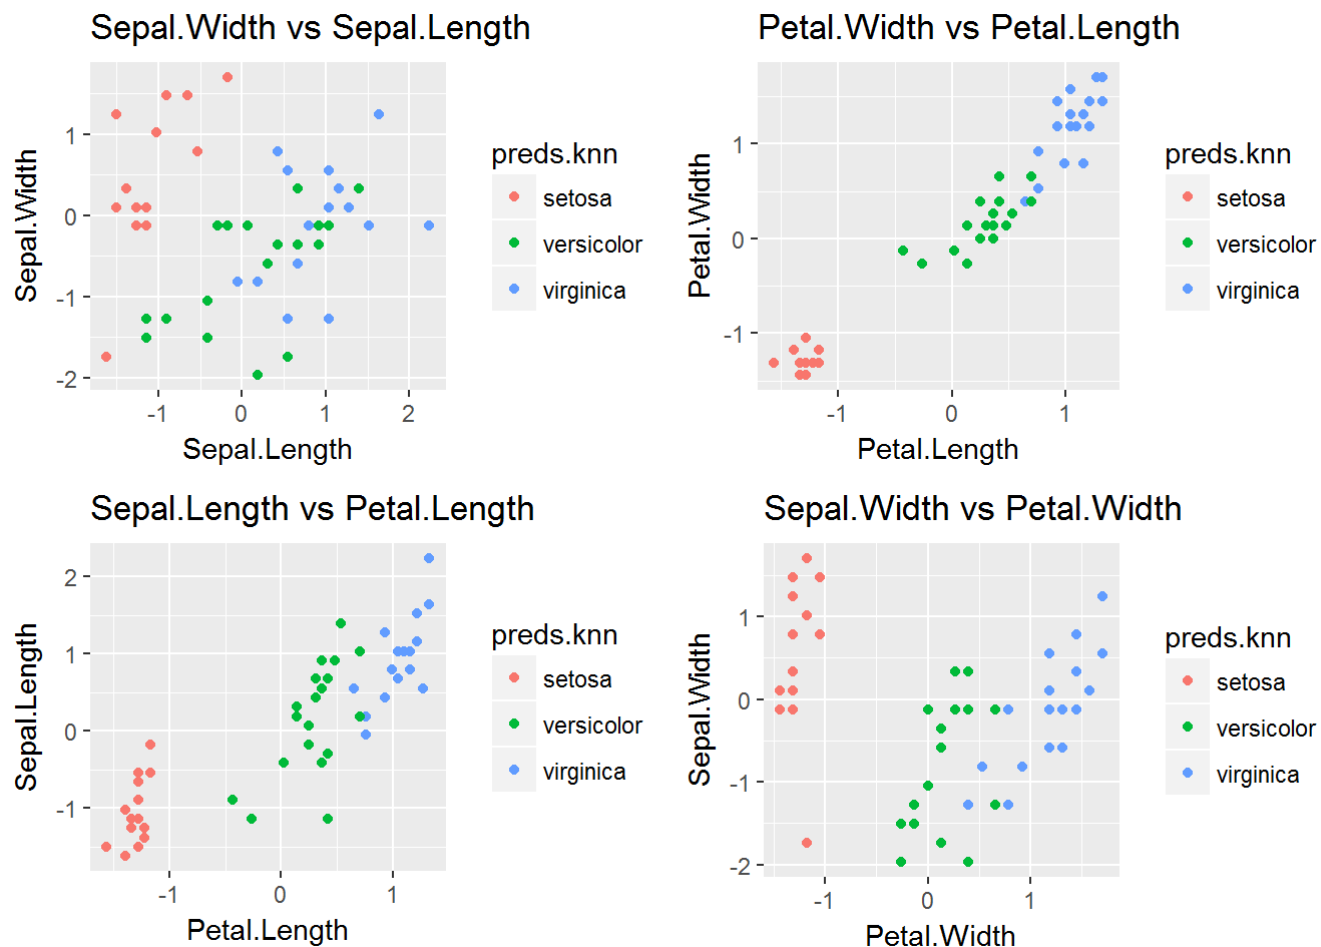 Sepal.Width vs Sepal.Length
Sepal.Width
1
0
-1
-2
-1
0
1
2
Sepal.Length
preds.knn
setosa
versicolor
virginica
Petal.Width vs Petal.Length
Petal.Width
1
0
-1
-1
0
1
Petal.Length
preds.knn
setosa
versicolor
virginica
Sepal.Length vs Petal.Length
Sepal.Length
2
1
0
-1
-1
0
1
Petal.Length
preds.knn
setosa
versicolor
virginica
Sepal.Width vs Petal.Width
Sepal.Width
1
0
-1
-2
-1
0
1
Petal.Width
preds.knn
setosa
versicolor
virginica